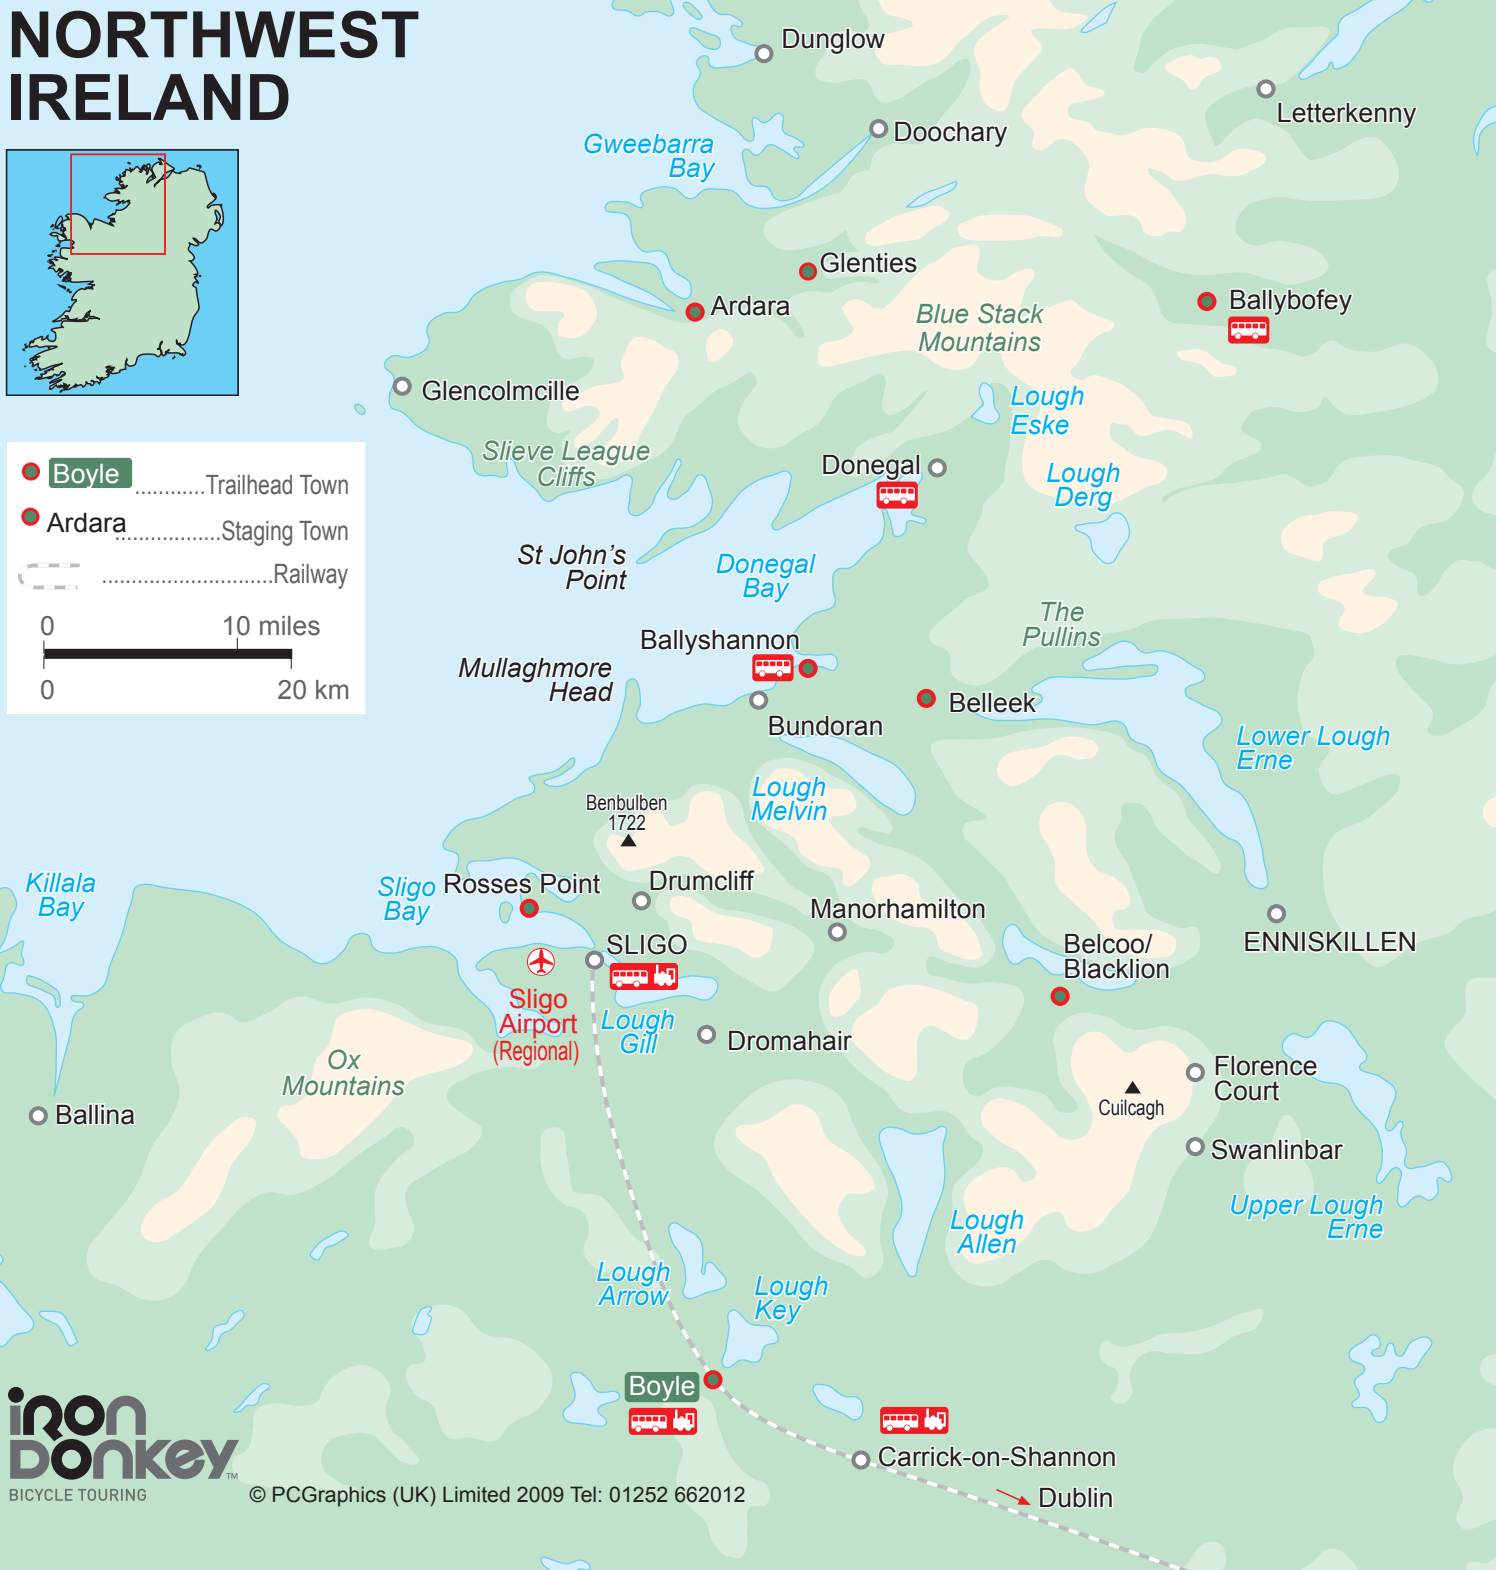 NORTHWEST
IRELAND
Dunglow
Letterkenny
Doochary
Gweebarra
Bay
Glenties
Ardara
Ballybofey
Blue Stack
Mountains
Glencolmcille
Lough
Eske
Slieve League
Cliffs
Donegal
Lough
Derg
Boyle
............Trailhead Town
Ardara
..................Staging Town
.............................Railway
0
10 miles
0
20 km
St John's
Point
Donegal
Bay
The
Pullins
Ballyshannon
Mullaghmore
Head
Belleek
Bundoran
Lower Lough
Erne
Lough
Melvin
Benbulben
1722
Killala
Bay
Sligo
Bay
Rosses Point
Drumcliff
Manorhamilton
ENNISKILLEN
SLIGO
Belcoo/
Blacklion
Sligo
Airport
(Regional)
Lough
Gill
Dromahair
Ox
Mountains
Florence
Court
Cuilcagh
Ballina
Swanlinbar
Upper Lough
Erne
Lough
Allen
Lough
Arrow
Lough
Key
Boyle
Carrick-on-Shannon
Dublin
iRon
DonKey
TM
BICYCLE TOURING
© PCGraphics (UK) Limited 2009 Tel: 01252 662012